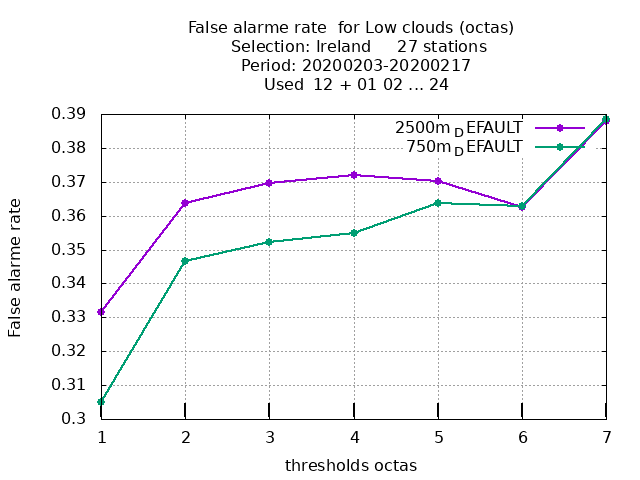 False alarme rate  for Low clouds (octas)
Selection: Ireland     27 stations
Period: 20200203-20200217
Used  12 + 01 02 ... 24
2500m_DEFAULT
750m_DEFAULT
False alarme rate
0.39
0.38
0.37
0.36
0.35
0.34
0.33
0.32
0.31
0.3
1 2 3 4 5 6 7
thresholds octas